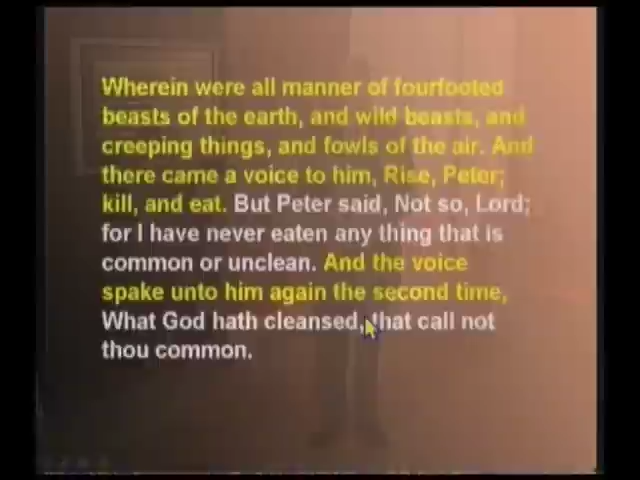 Wherein were all manner of fourfooted
beasts of the earth, and wild beasts, and
creeping things, and fowls of the air. And
there came a voice to him, Rise, Peter;
kill, and eat. But Peter said, Not so, Lord;
for I have never eaten any thing that is
common or unclean. And the voice
spake unto him again the second time,
What God hath cleansed, that call not
thou common.